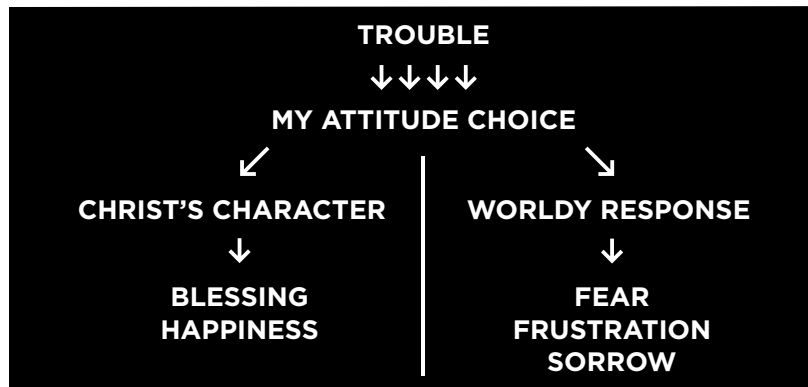 TROUBLE
↓↓↓↓
MY ATTITUDE CHOICE
↙ ↘
CHRIST'S CHARACTER
↓
BLESSING
HAPPINESS
WORLDY RESPONSE
↓
FEAR
FRUSTRATION
SORROW